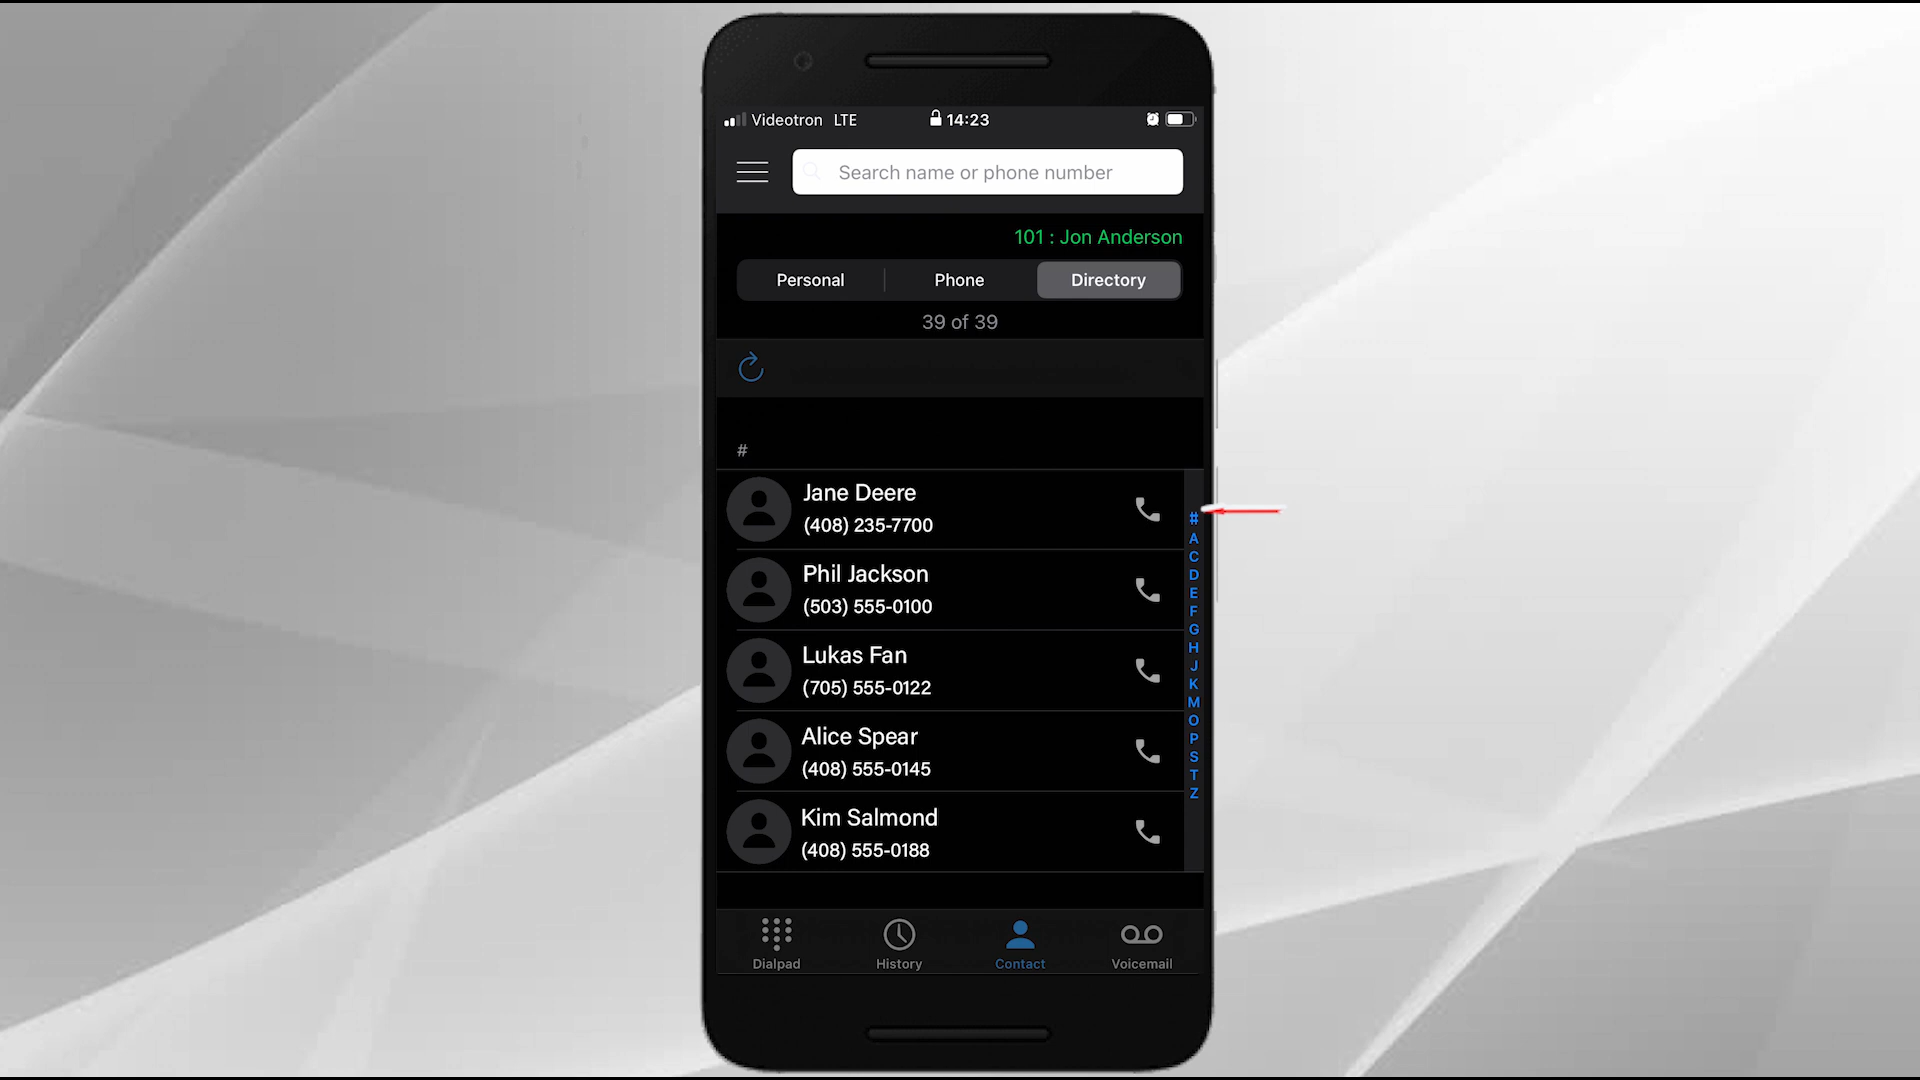 Videotron LTE 14:23
Search name or phone number
101 : Jon Anderson
Personal Phone Directory
39 of 39
#
Jane Deere
(408) 235-7700
Phil Jackson
(503) 555-0100
Lukas Fan
(705) 555-0122
Alice Spear
(408) 555-0145
Kim Salmond
(408) 555-0188
#
A
C
D
E
F
G
H
J
K
M
O
P
S
T
Z
Dialpad History Contact Voicemail